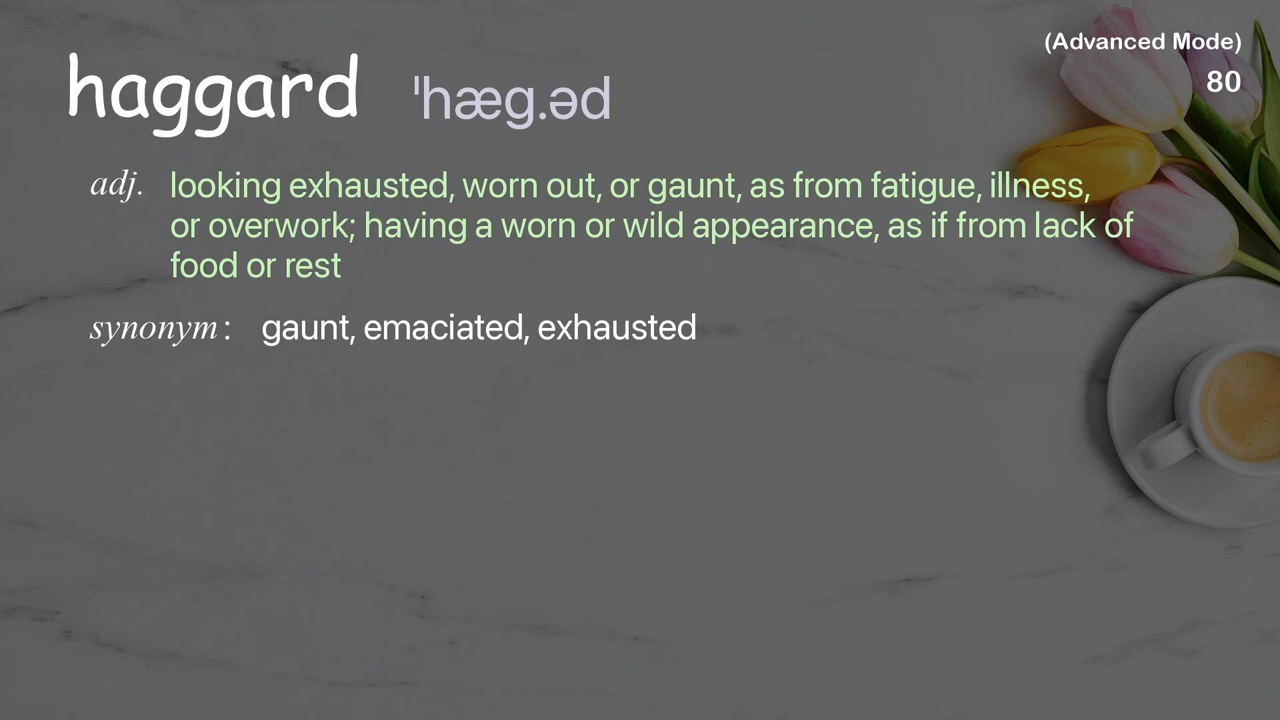 (Advanced Mode)
80
haggard ˈhæg.əd
adj. looking exhausted, worn out, or gaunt, as from fatigue, illness,
or overwork; having a worn or wild appearance, as if from lack of
food or rest
synonym: gaunt, emaciated, exhausted